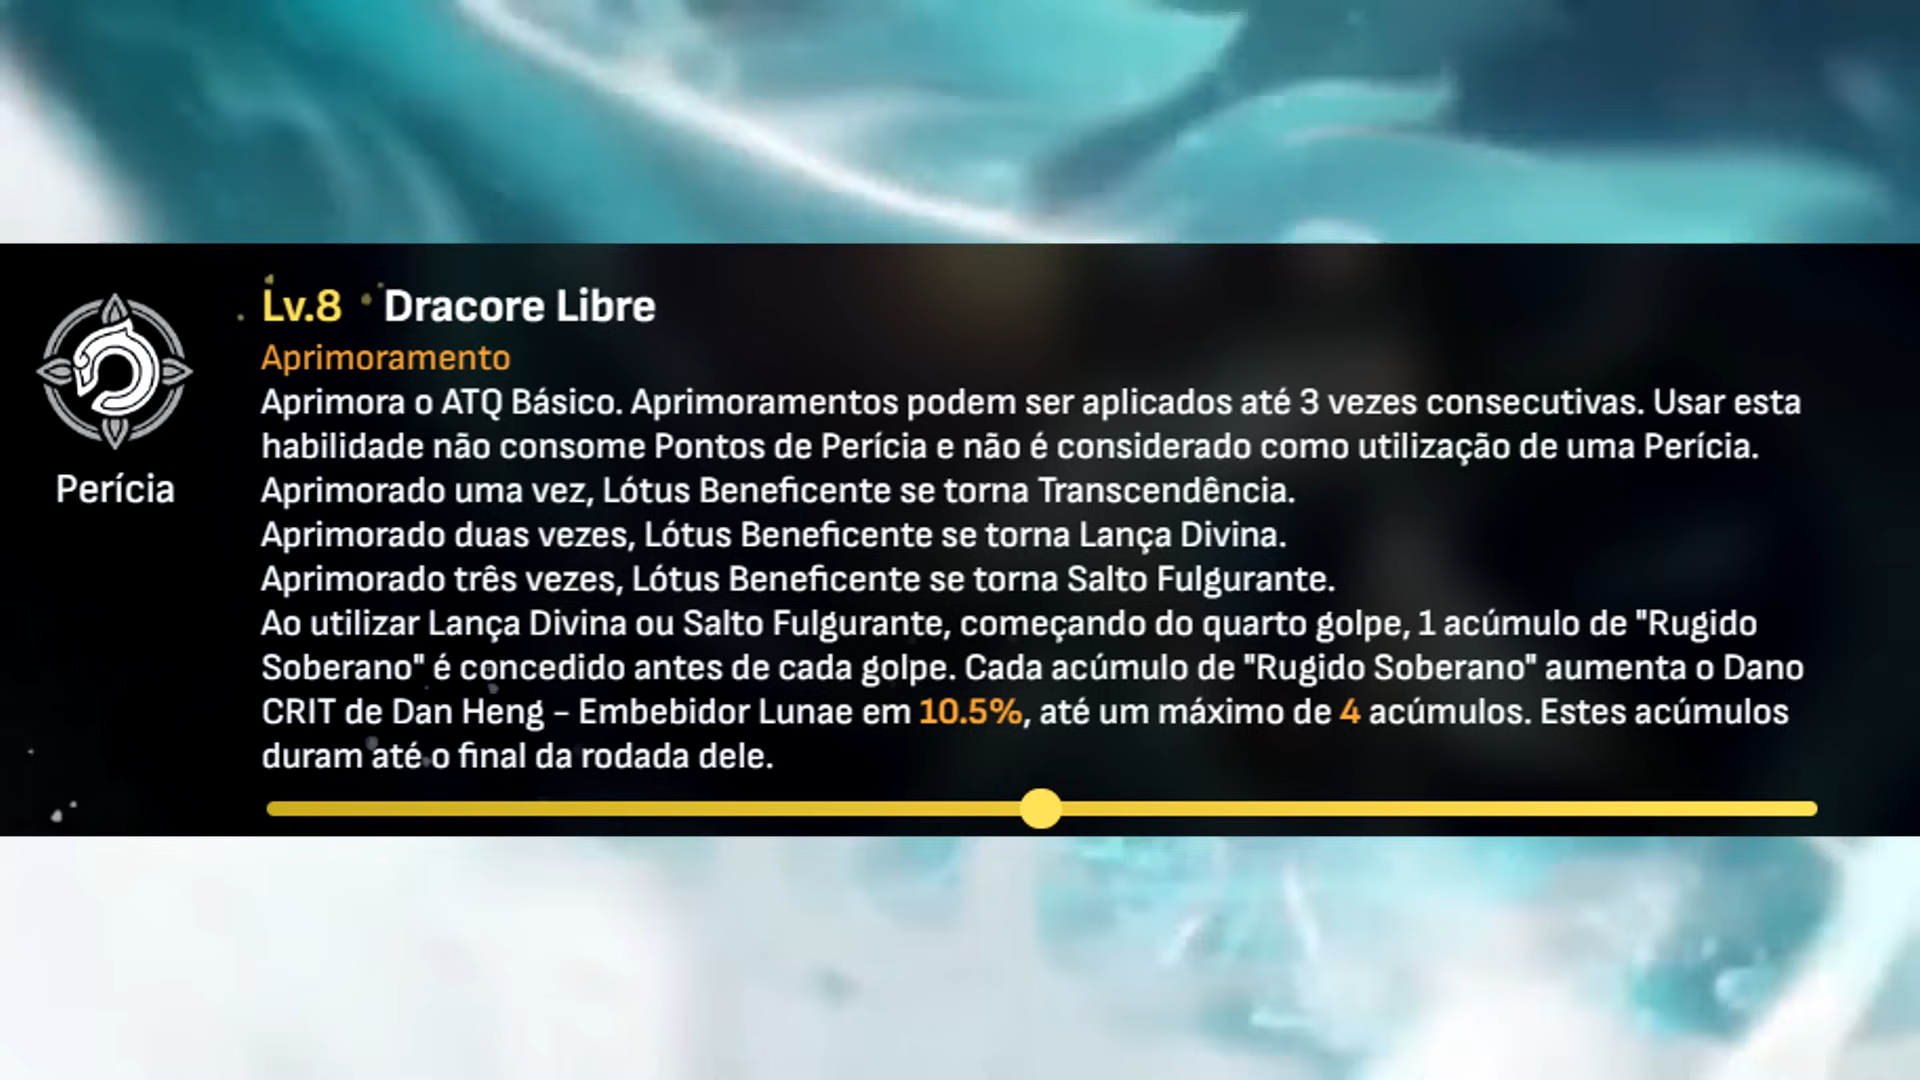 Lv.8 Dracore Libre
Aprimoramento
Aprimora o ATQ Básico. Aprimoramentos podem ser aplicados até 3 vezes consecutivas. Usar esta
habilidade não consome Pontos de Perícia e não é considerado como utilização de uma Perícia.
Perícia
Aprimorado uma vez, Lótus Beneficente se torna Transcendência.
Aprimorado duas vezes, Lótus Beneficente se torna Lança Divina.
Aprimorado três vezes, Lótus Beneficente se torna Salto Fulgurante.
Ao utilizar Lança Divina ou Salto Fulgurante, começando do quarto golpe, 1 acúmulo de "Rugido
Soberano" é concedido antes de cada golpe. Cada acúmulo de "Rugido Soberano" aumenta o Dano
CRIT de Dan Heng – Embebidor Lunae em 10.5%, até um máximo de 4 acúmulos. Estes acúmulos
duram até o final da rodada dele.